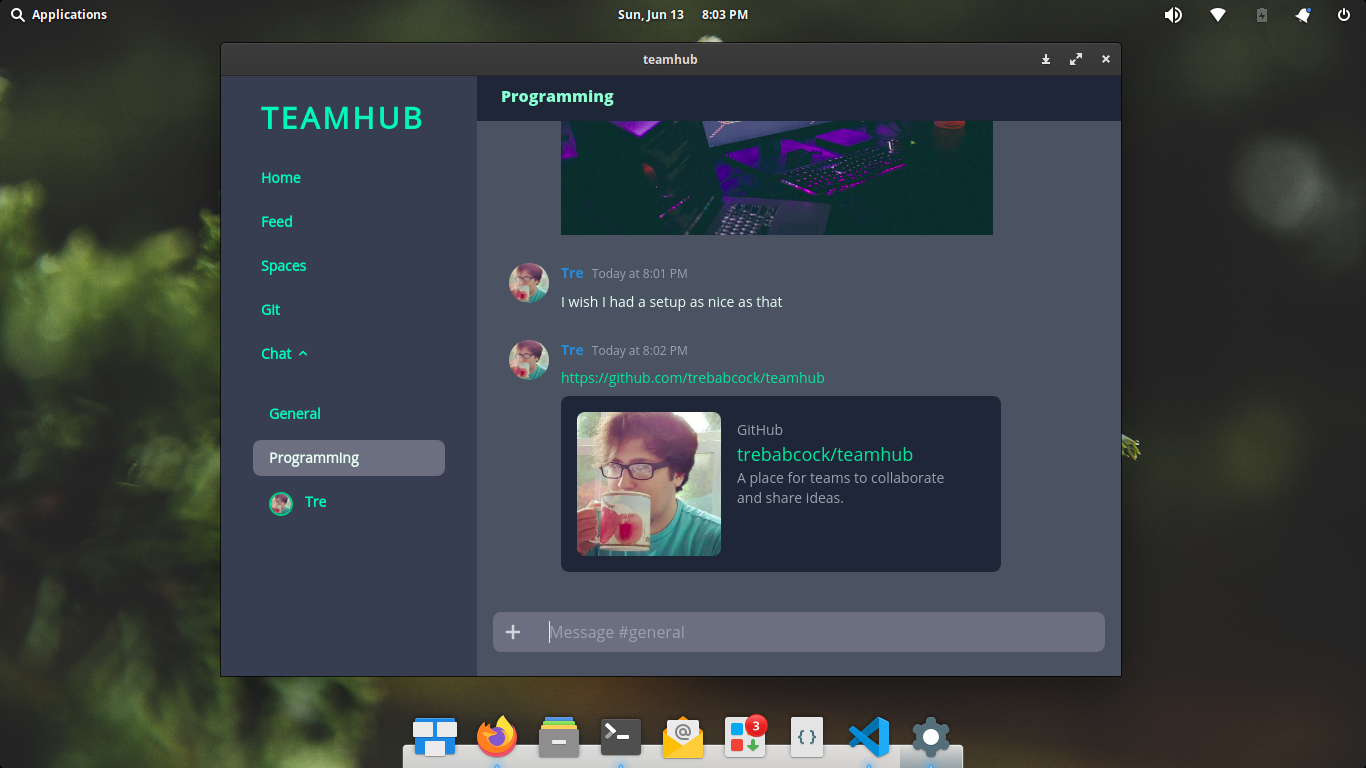 Applications
Sun, Jun 13 8:03 PM
teamhub
TEAMHUB
Home
Feed
Spaces
Git
Chat
General
Programming
Tre
Programming
Tre Today at 8:01 PM
I wish I had a setup as nice as that
Tre Today at 8:02 PM
https://github.com/trebabcock/teamhub
GitHub
trebabcock/teamhub
A place for teams to collaborate
and share ideas.
Message #general
3